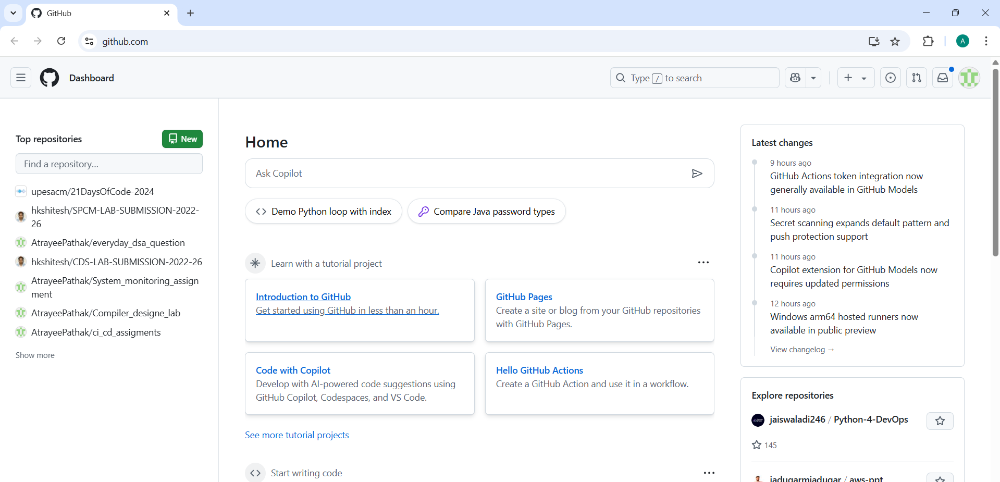 GitHub
github.com
A
Dashboard
Type / to search
Top repositories
New
Find a repository...
upesacm/21DaysOfCode-2024
hkshitesh/SPCM-LAB-SUBMISSION-2022-
26
AtrayeePathak/everyday_dsa_question
hkshitesh/CDS-LAB-SUBMISSION-2022-26
AtrayeePathak/System_monitoring_assign
ment
AtrayeePathak/Compiler_designe_lab
AtrayeePathak/ci_cd_assigments
Show more
Home
Ask Copilot
Demo Python loop with index
Compare Java password types
Learn with a tutorial project
Introduction to GitHub
Get started using GitHub in less than an hour.
GitHub Pages
Create a site or blog from your GitHub repositories
with GitHub Pages.
Code with Copilot
Develop with AI-powered code suggestions using
GitHub Copilot, Codespaces, and VS Code.
Hello GitHub Actions
Create a GitHub Action and use it in a workflow.
See more tutorial projects
Start writing code
Latest changes
9 hours ago
GitHub Actions token integration now
generally available in GitHub Models
11 hours ago
Secret scanning expands default pattern and
push protection support
11 hours ago
Copilot extension for GitHub Models now
requires updated permissions
12 hours ago
Windows arm64 hosted runners now
available in public preview
View changelog →
Explore repositories
jaiswaladi246 / Python-4-DevOps
145
jadugarmjadugar / aws-ppt